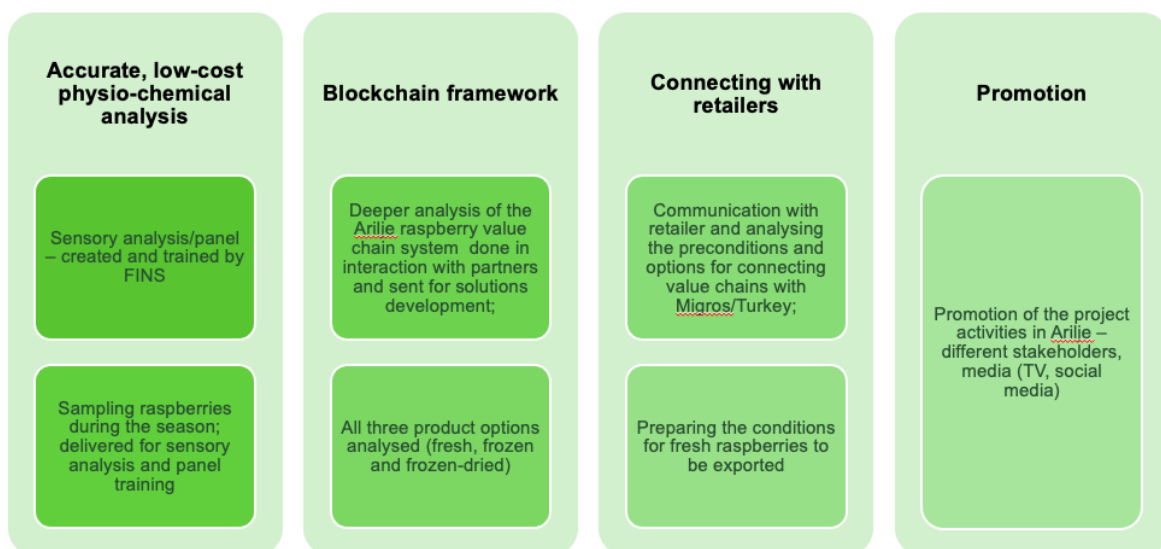 Accurate, low-cost
physio-chemical
analysis
Sensory analysis/panel
– created and trained by
FINS
Sampling raspberries
during the season;
delivered for sensory
analysis and panel
training
Blockchain framework
Deeper analysis of the
Arilje raspberry value
chain system  done in
interaction with partners
and sent for solutions
development;
All three product options
analysed (fresh, frozen
and frozen-dried)
Connecting with
retailers
Communication with
retailer and analysing
the preconditions and
options for connecting
value chains with
Migros/Turkey;
Preparing the conditions
for fresh raspberries to
be exported
Promotion
Promotion of the project
activities in Arilje –
different stakeholders,
media (TV, social
media)